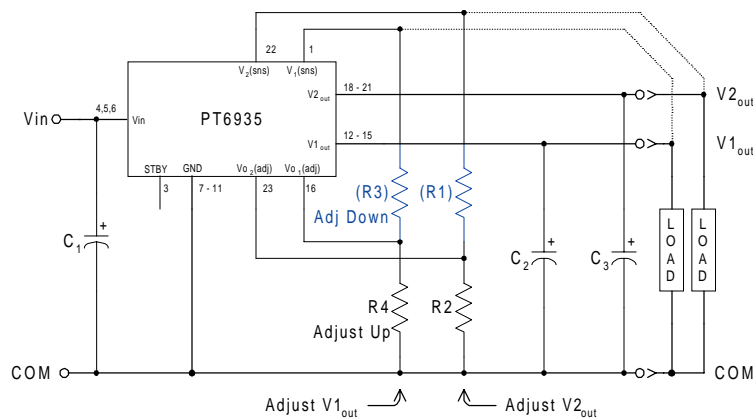 22
1
V2(sns)
V1(sns)
18 - 21
V2out
V2out
4,5,6
Vin
Vin
PT6935
12 - 15
V1out
V1out
STBY
GND
Vo2(adj)
Vo1(adj)
3
7 - 11
23
16
(R3)
(R1)
Adj Down
+
C1
+
C2
+
C3
LOAD
LOAD
R4
R2
Adjust Up
COM
COM
Adjust V1out
Adjust V2out